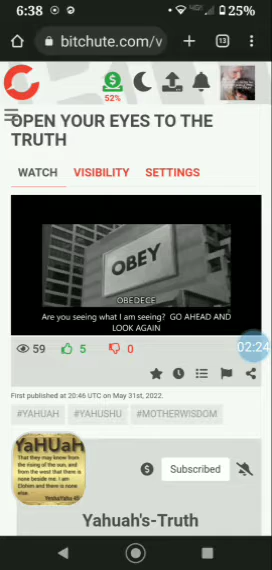 6:38
25%
bitchute.com/v
13
52%
OPEN YOUR EYES TO THE
TRUTH
WATCH
VISIBILITY
SETTINGS
OBEY
OBEDECE
Are you seeing what I am seeing? GO AHEAD AND
LOOK AGAIN
59
5
0
02:24
First published at 20:46 UTC on May 31st, 2022.
#YAHUAH
#YAHUSHU
#MOTHERWISDOM
YaHUaH
That they may know from
the rising of the sun, and
from the west that there is
none beside me. I am
Elohim and there is none
else.
Subscribed
Yahuah's-Truth